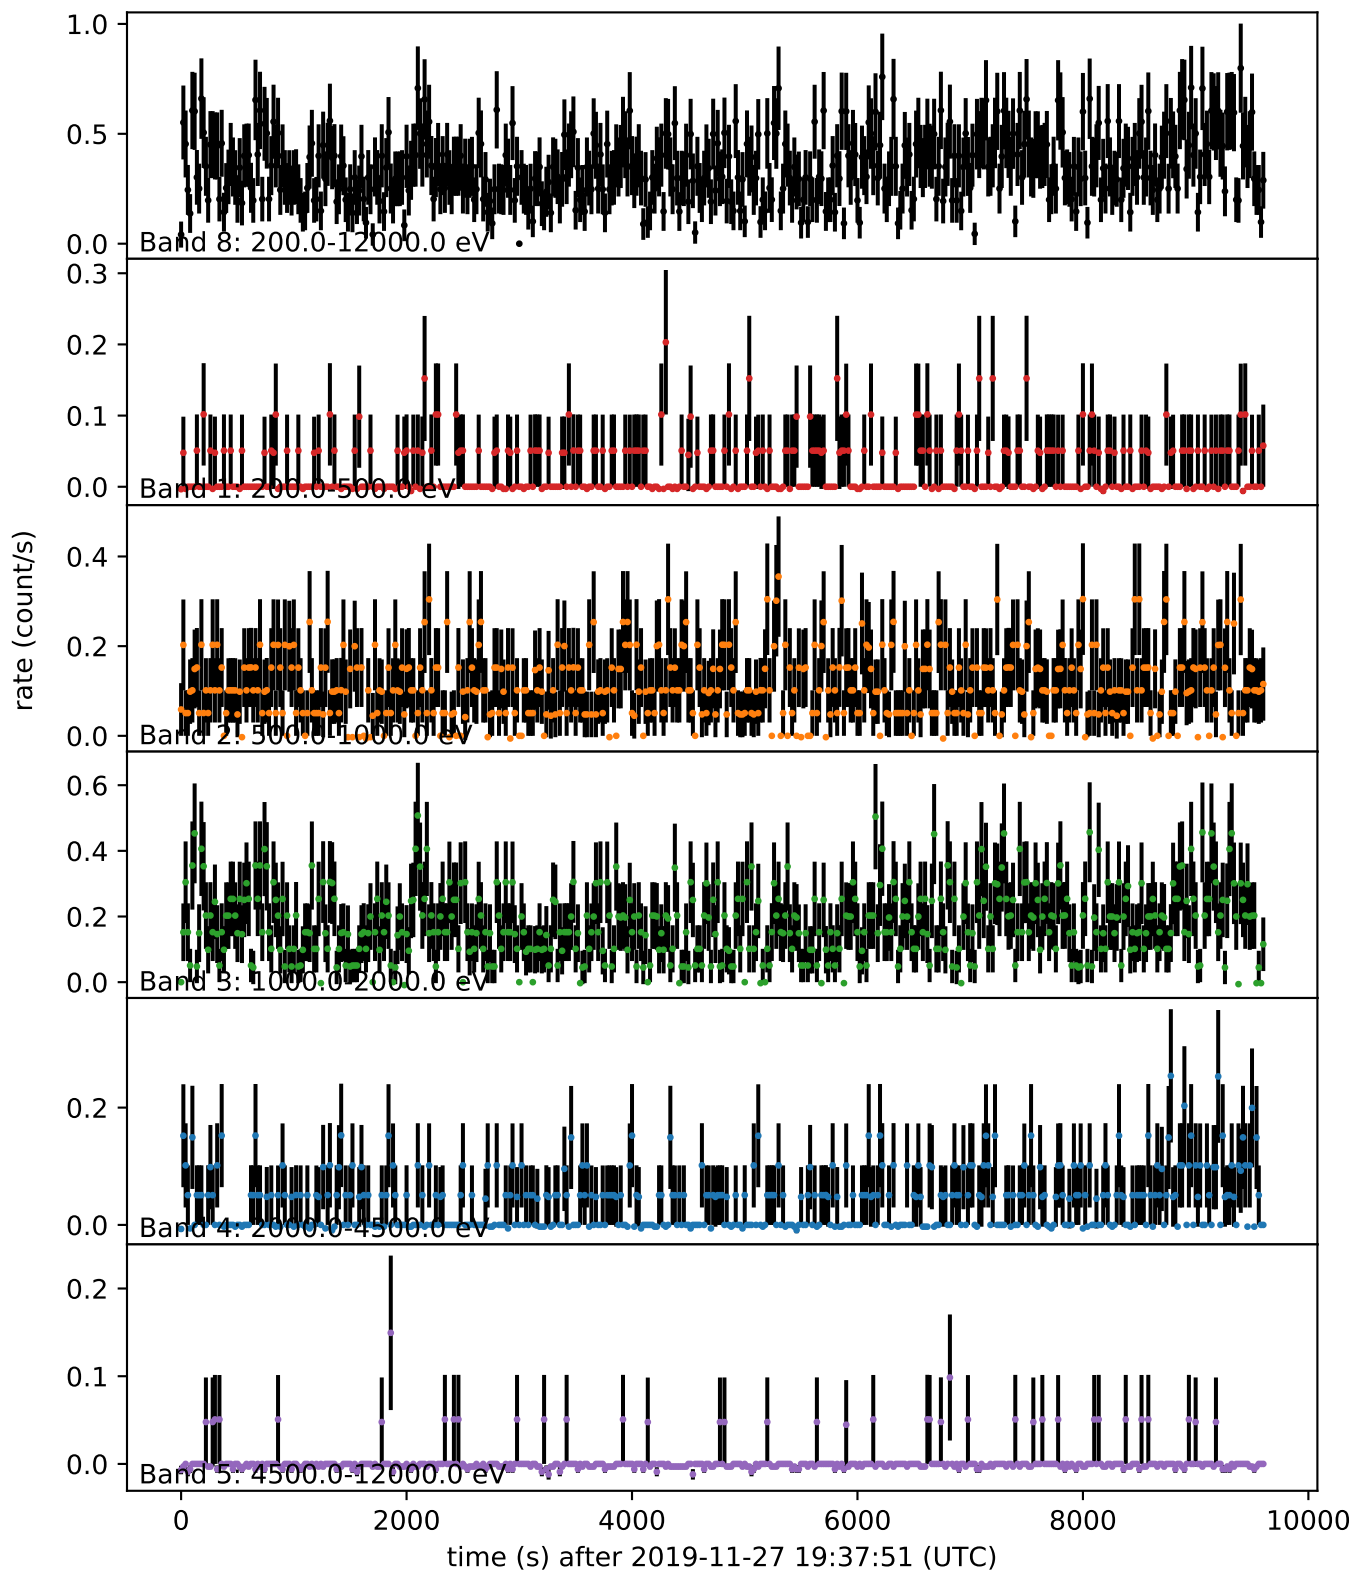 1.0
0.5
0.0
Band 8: 200.0-12000.0 eV
0.3
0.2
0.1
0.0
Band 1: 200.0-500.0 eV
rate (count/s)
0.4
0.2
0.0
Band 2: 500.0-1000.0 eV
0.6
0.4
0.2
0.0
Band 3: 1000.0-2000.0 eV
0.2
0.0
Band 4: 2000.0-4500.0 eV
0.2
0.1
0.0
Band 5: 4500.0-12000.0 eV
0 2000 4000 6000 8000 10000
time (s) after 2019-11-27 19:37:51 (UTC)